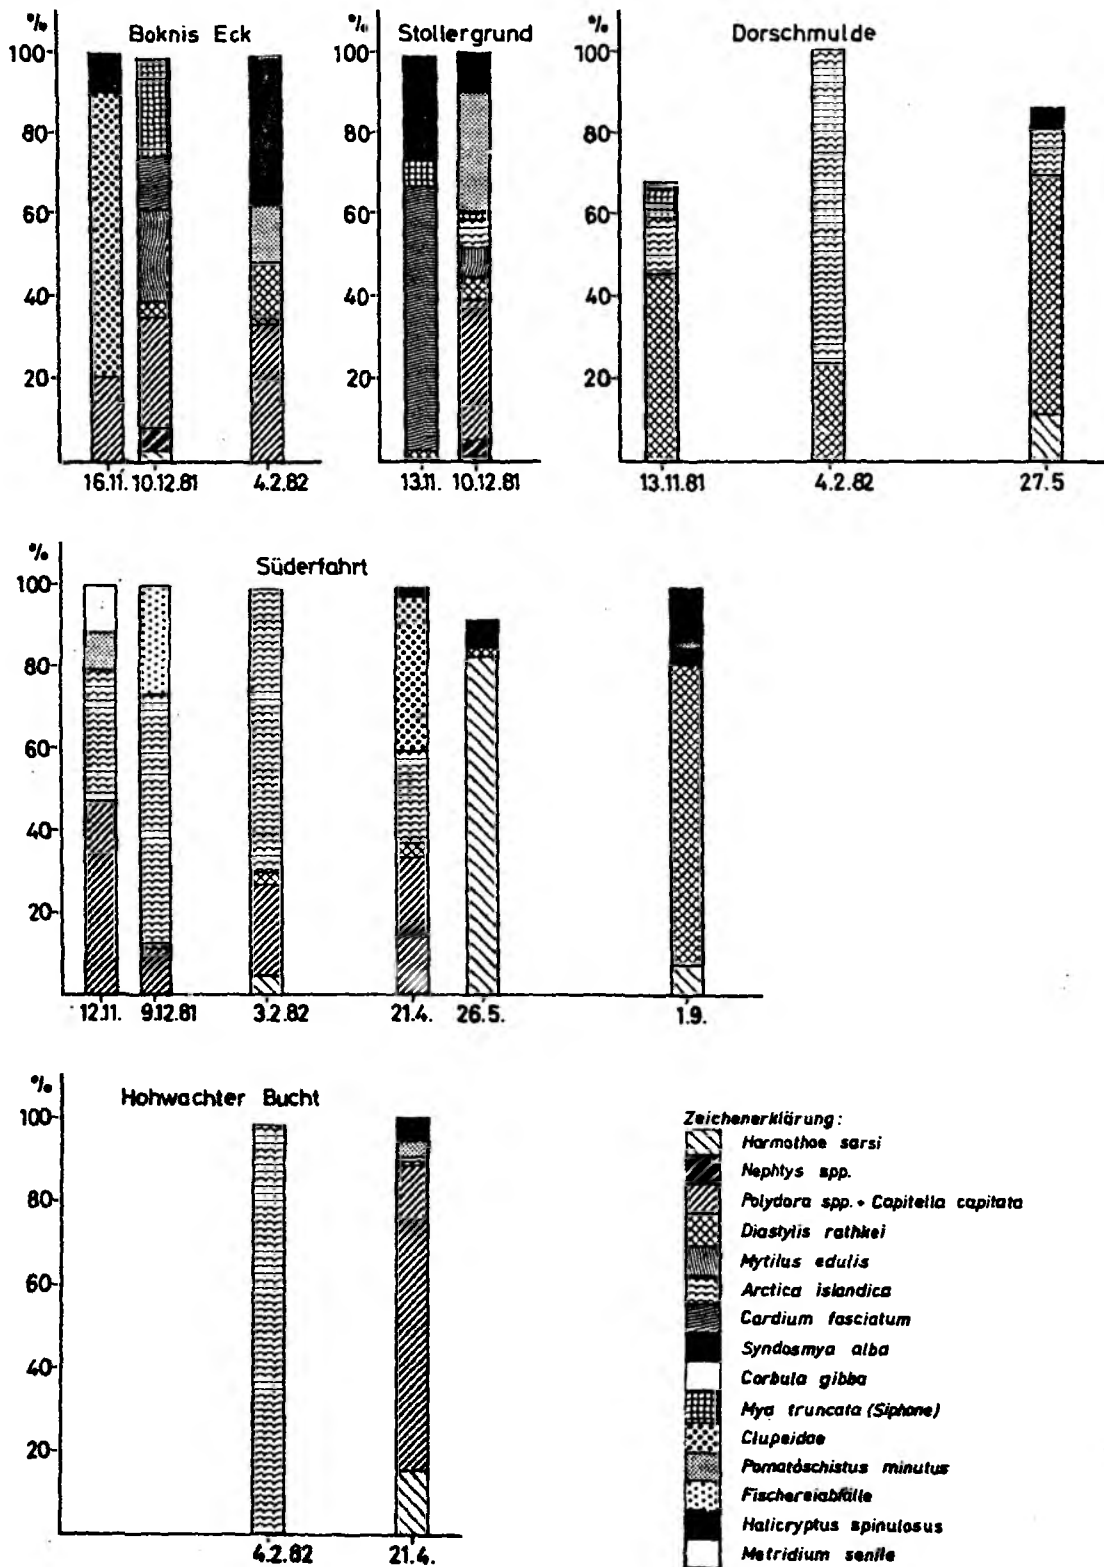 % Boknis Eck
100
80
60
40
20
16.11. 10.12.81 4.2.82
% Stollergrund
100
80
60
40
20
13.11. 10.12.81
% Dorschmulde
100
80
60
40
20
13.11.81 4.2.82 27.5
% Süderfahrt
100
80
60
40
20
12.11. 9.12.81 3.2.82 21.4. 26.5. 1.9.
% Hohwachter Bucht
100
80
60
40
20
4.2.82 21.4.
Zeichenerklärung:
Harmothoe sarsi
Nephtys spp.
Polydora spp. + Capitella capitata
Diastylis rathkei
Mytilus edulis
Arctica islandica
Cardium fasciatum
Syndosmya alba
Corbula gibba
Mya truncata (Siphone)
Clupeidae
Pomatoschistus minutus
Fischereiabfälle
Halicryptus spinulosus
Metridium senile